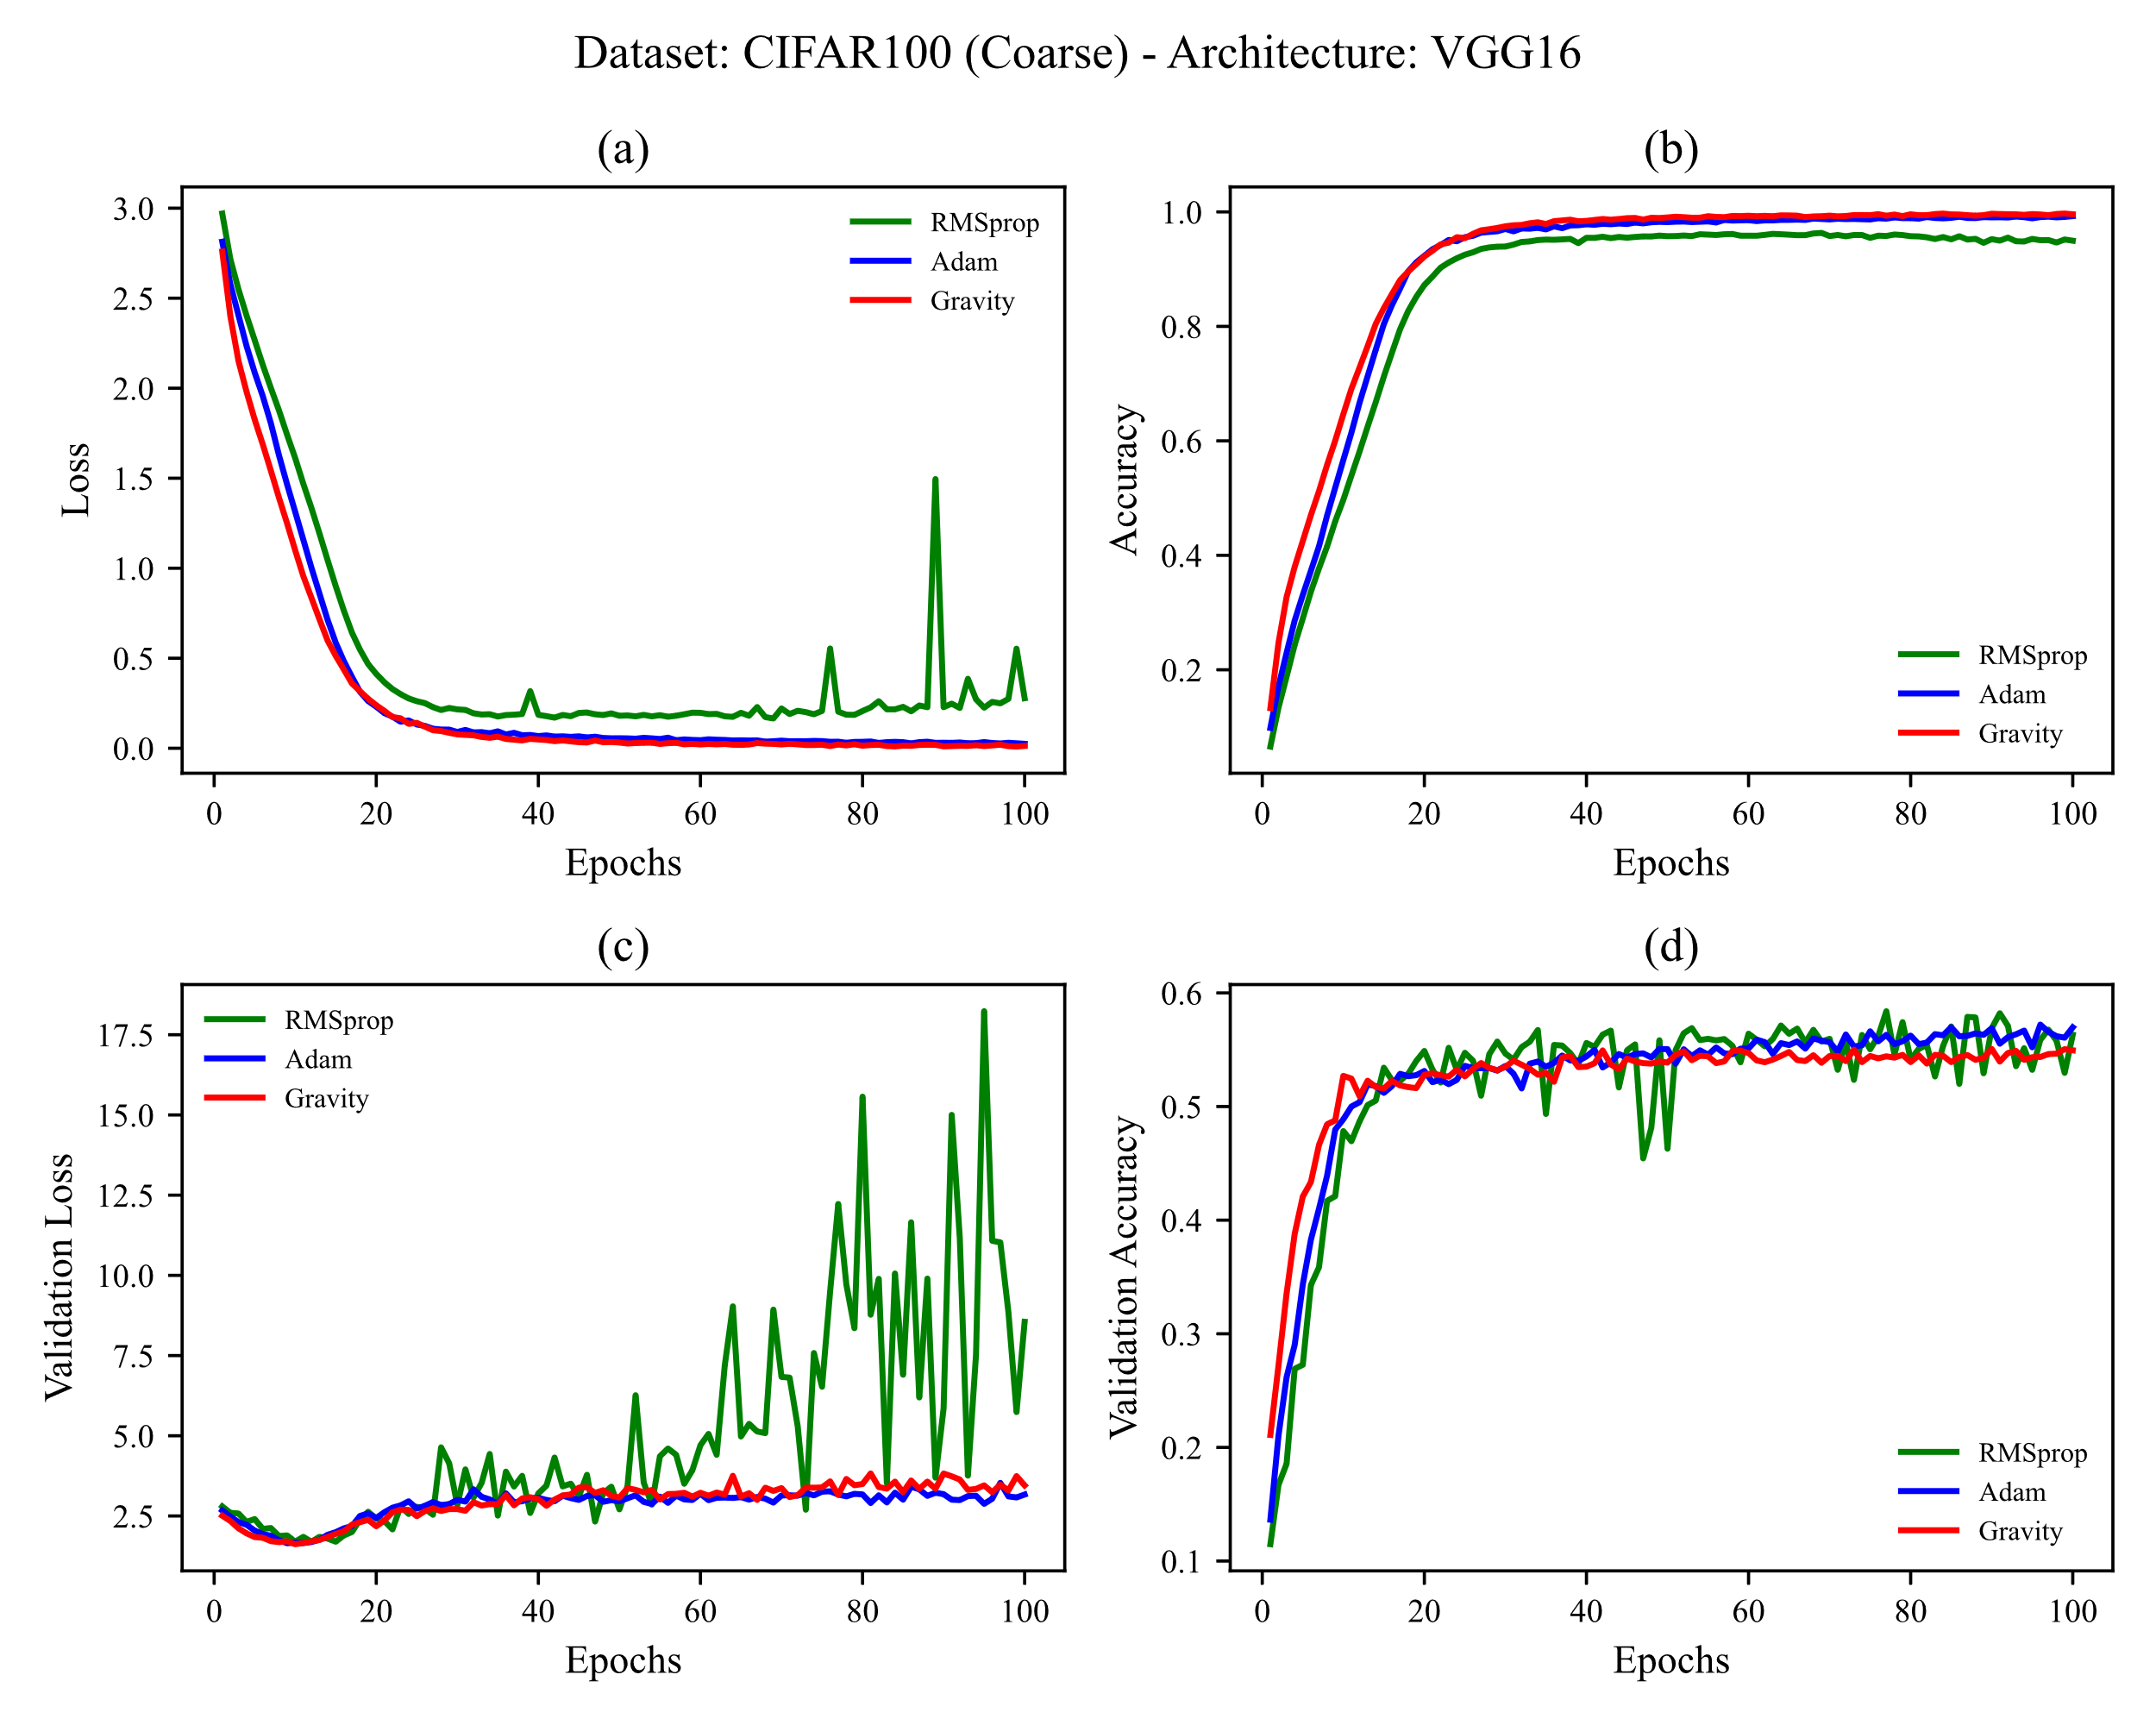 Dataset: CIFAR100 (Coarse) - Architecture: VGG16
(a)
3.0
2.5
2.0
1.5
1.0
0.5
0.0
Loss
RMSprop
Adam
Gravity
0 20 40 60 80 100
Epochs
(b)
1.0
0.8
0.6
0.4
0.2
Accuracy
RMSprop
Adam
Gravity
0 20 40 60 80 100
Epochs
(c)
17.5
15.0
12.5
10.0
7.5
5.0
2.5
Validation Loss
RMSprop
Adam
Gravity
0 20 40 60 80 100
Epochs
(d)
0.6
0.5
0.4
0.3
0.2
0.1
Validation Accuracy
RMSprop
Adam
Gravity
0 20 40 60 80 100
Epochs